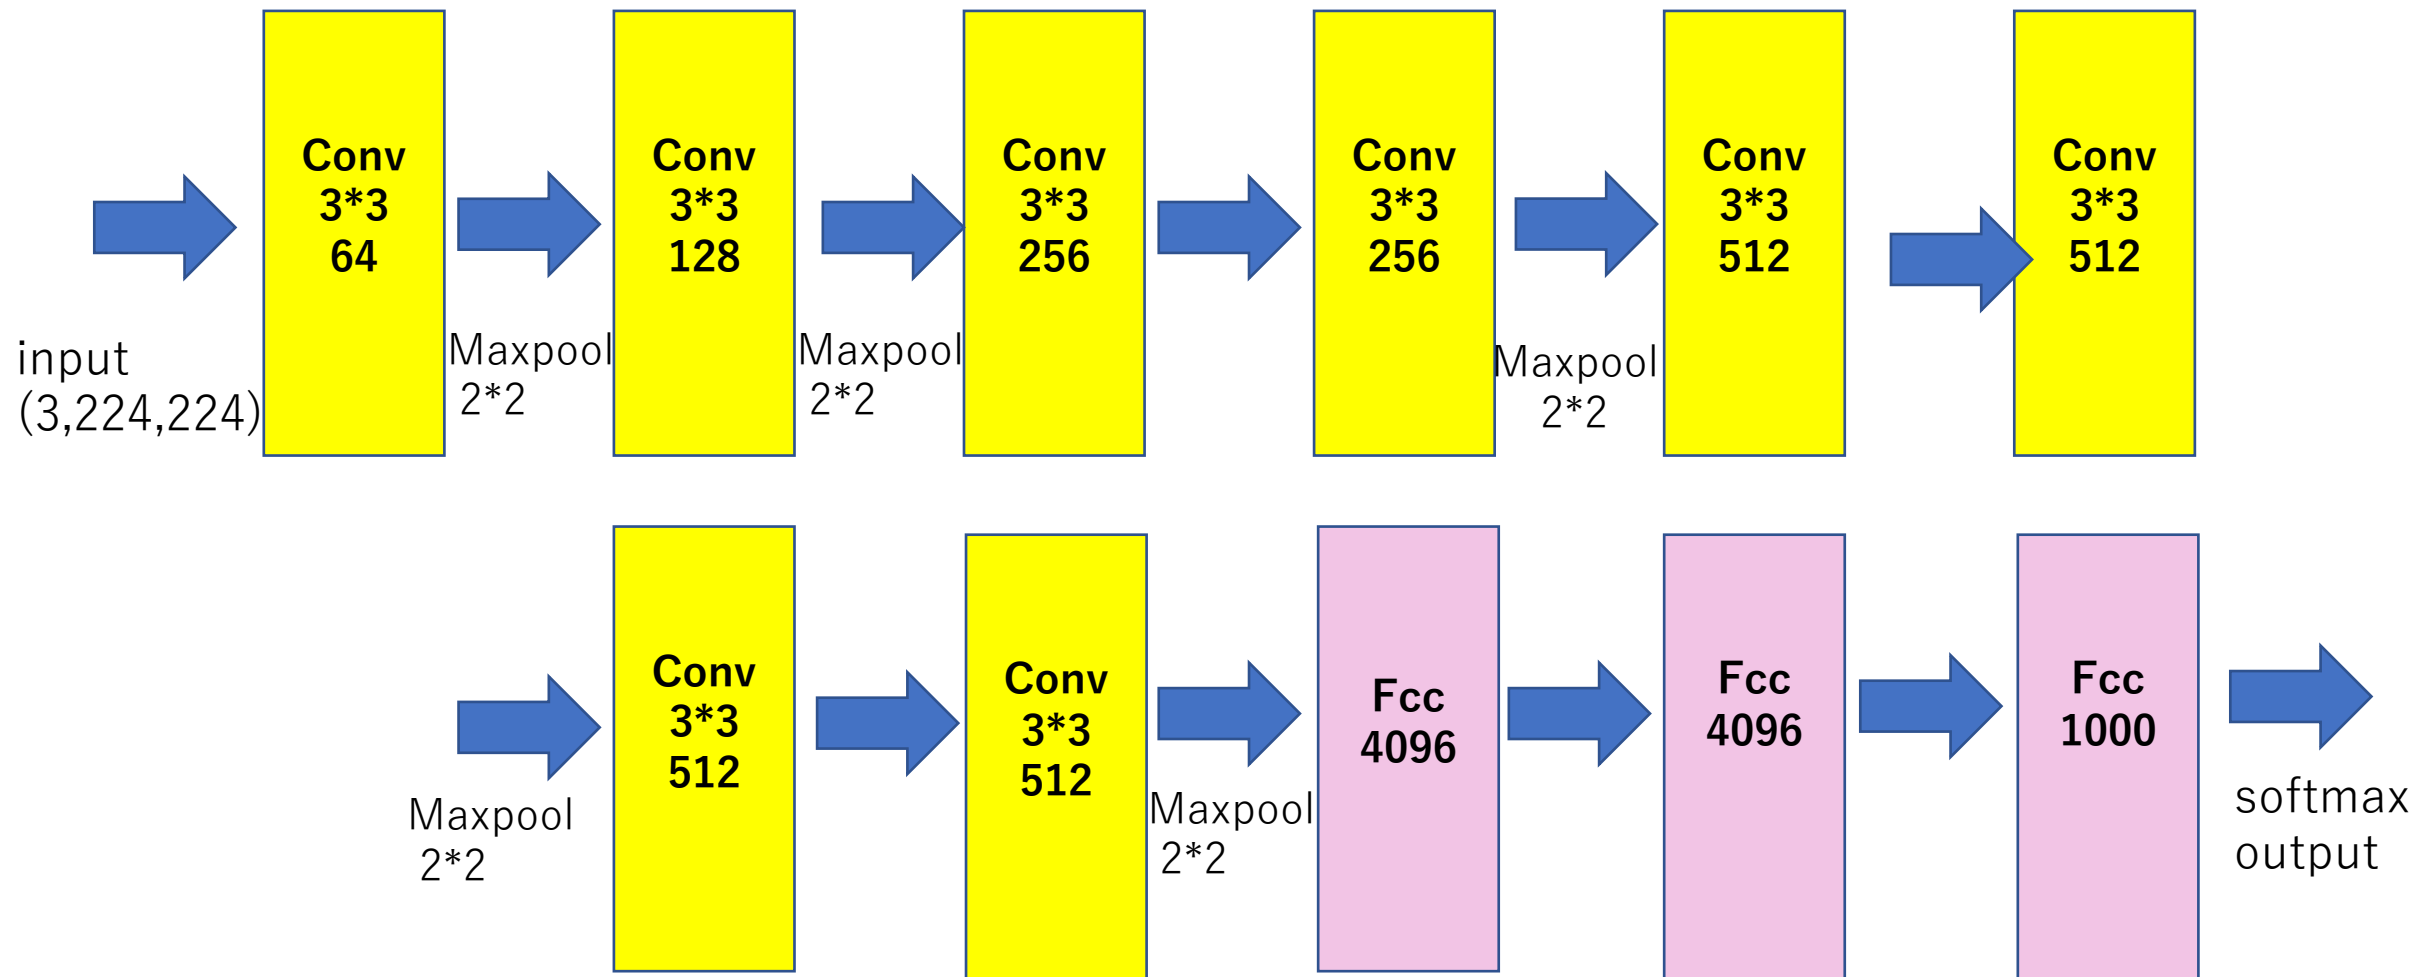 input
(3,224,224)
Conv
3*3
64
Maxpool
2*2
Conv
3*3
128
Maxpool
2*2
Conv
3*3
256
Conv
3*3
256
Maxpool
2*2
Conv
3*3
512
Conv
3*3
512
Maxpool
2*2
Conv
3*3
512
Conv
3*3
512
Maxpool
2*2
Fcc
4096
Fcc
4096
Fcc
1000
softmax
output